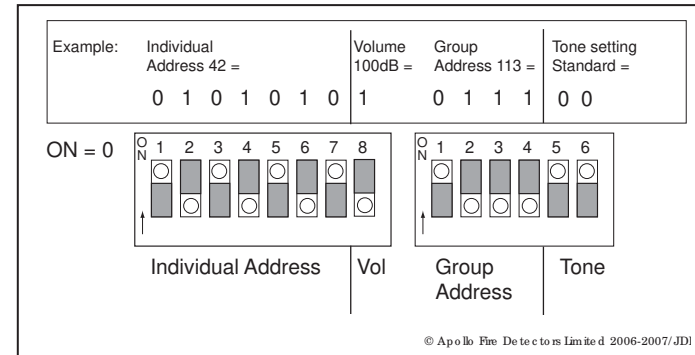 Example: Individual Volume Group Tone setting
Address 42 = 100dB = Address 113 = Standard =
0 1 0 1 0 1 0 1 0 1 1 1 0 0
ON = 0 ON 1 2 3 4 5 6 7 8 ON 1 2 3 4 5 6
Individual Address Vol Group Tone
Address
© Apollo Fire Detectors Limited 2006-2007/JD